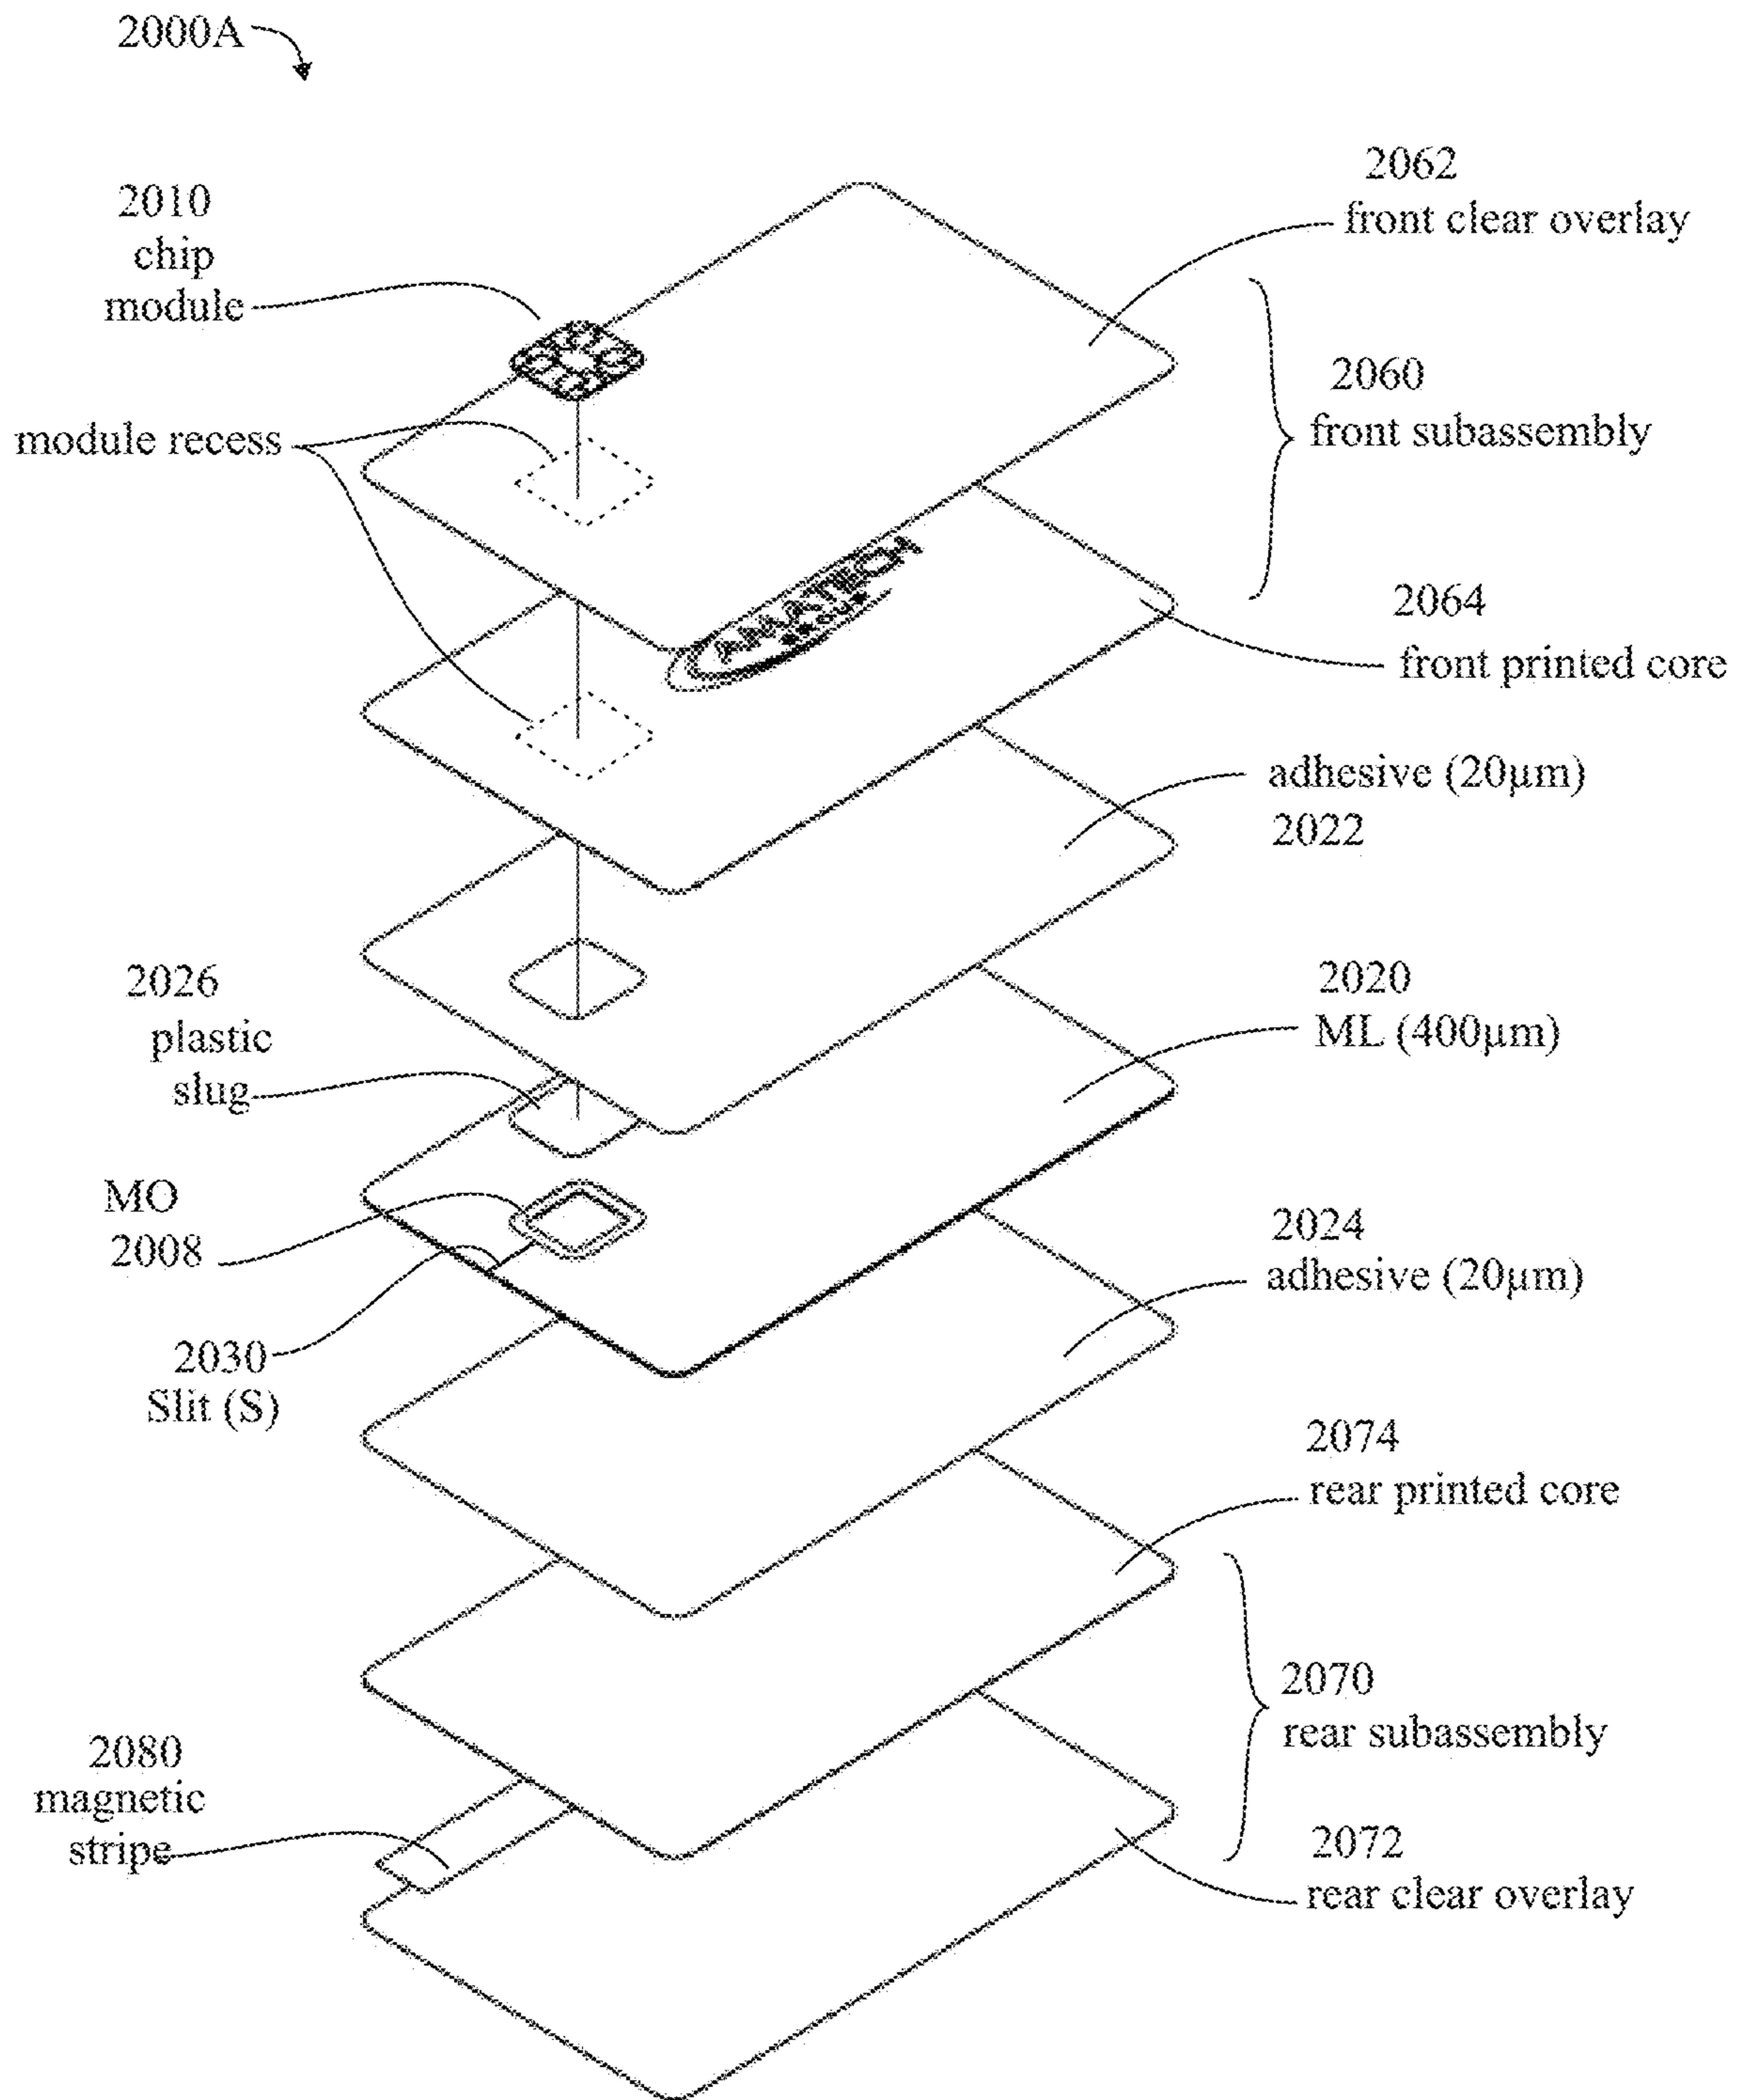 2000A
2010
chip
module
2062
front clear overlay
2060
front subassembly
module recess
AMATECH
GROUP
2064
front printed core
adhesive (20µm)
2022
2026
plastic
slug
2020
ML (400µm)
MO
2008
2024
adhesive (20µm)
2030
Slit (S)
2074
rear printed core
2070
rear subassembly
2080
magnetic
stripe
2072
rear clear overlay